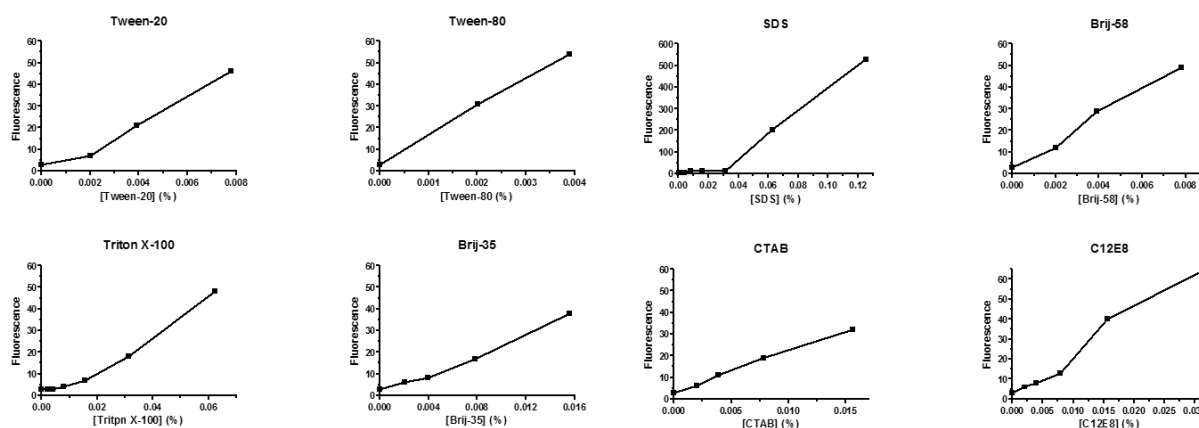 Tween-20
Fluorescence
60
50
40
30
20
10
0
0.000 0.002 0.004 0.006 0.008
[Tween-20] (%)
Tween-80
Fluorescence
60
50
40
30
20
10
0
0.000 0.001 0.002 0.003 0.004
[Tween-80] (%)
SDS
Fluorescence
600
500
400
300
200
100
0
0.00 0.02 0.04 0.06 0.08 0.10 0.12
[SDS] (%)
Brij-58
Fluorescence
60
50
40
30
20
10
0
0.000 0.002 0.004 0.006 0.008
[Brij-58] (%)
Triton X-100
Fluorescence
60
50
40
30
20
10
0
0.00 0.02 0.04 0.06
[Tritpn X-100] (%)
Brij-35
Fluorescence
60
50
40
30
20
10
0
0.000 0.004 0.008 0.012 0.016
[Brij-35] (%)
CTAB
Fluorescence
60
50
40
30
20
10
0
0.000 0.005 0.010 0.015
[CTAB] (%)
C12E8
Fluorescence
60
50
40
30
20
10
0
0.000 0.005 0.010 0.015 0.020 0.025
[C12E8] (%)